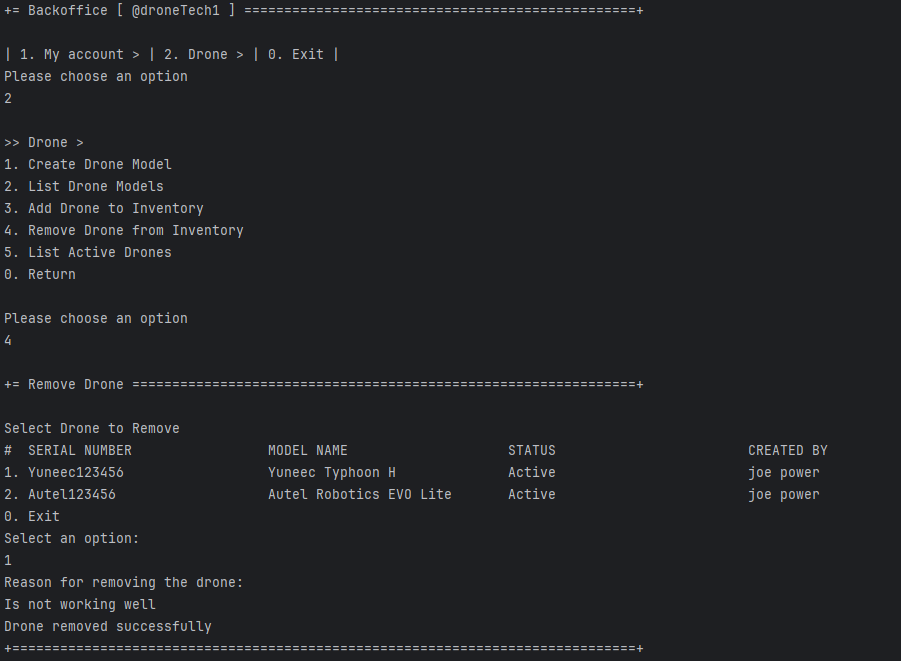 += Backoffice [ @droneTech1 ] =================================================+
| 1. My account > | 2. Drone > | 0. Exit |
Please choose an option
2
>> Drone >
1. Create Drone Model
2. List Drone Models
3. Add Drone to Inventory
4. Remove Drone from Inventory
5. List Active Drones
0. Return
Please choose an option
4
+= Remove Drone ===============================================================+
Select Drone to Remove
#  SERIAL NUMBER                 MODEL NAME                    STATUS                        CREATED BY
1. Yuneec123456                  Yuneec Typhoon H              Active                        joe power
2. Autel123456                   Autel Robotics EVO Lite       Active                        joe power
0. Exit
Select an option:
1
Reason for removing the drone:
Is not working well
Drone removed successfully
+==============================================================================+